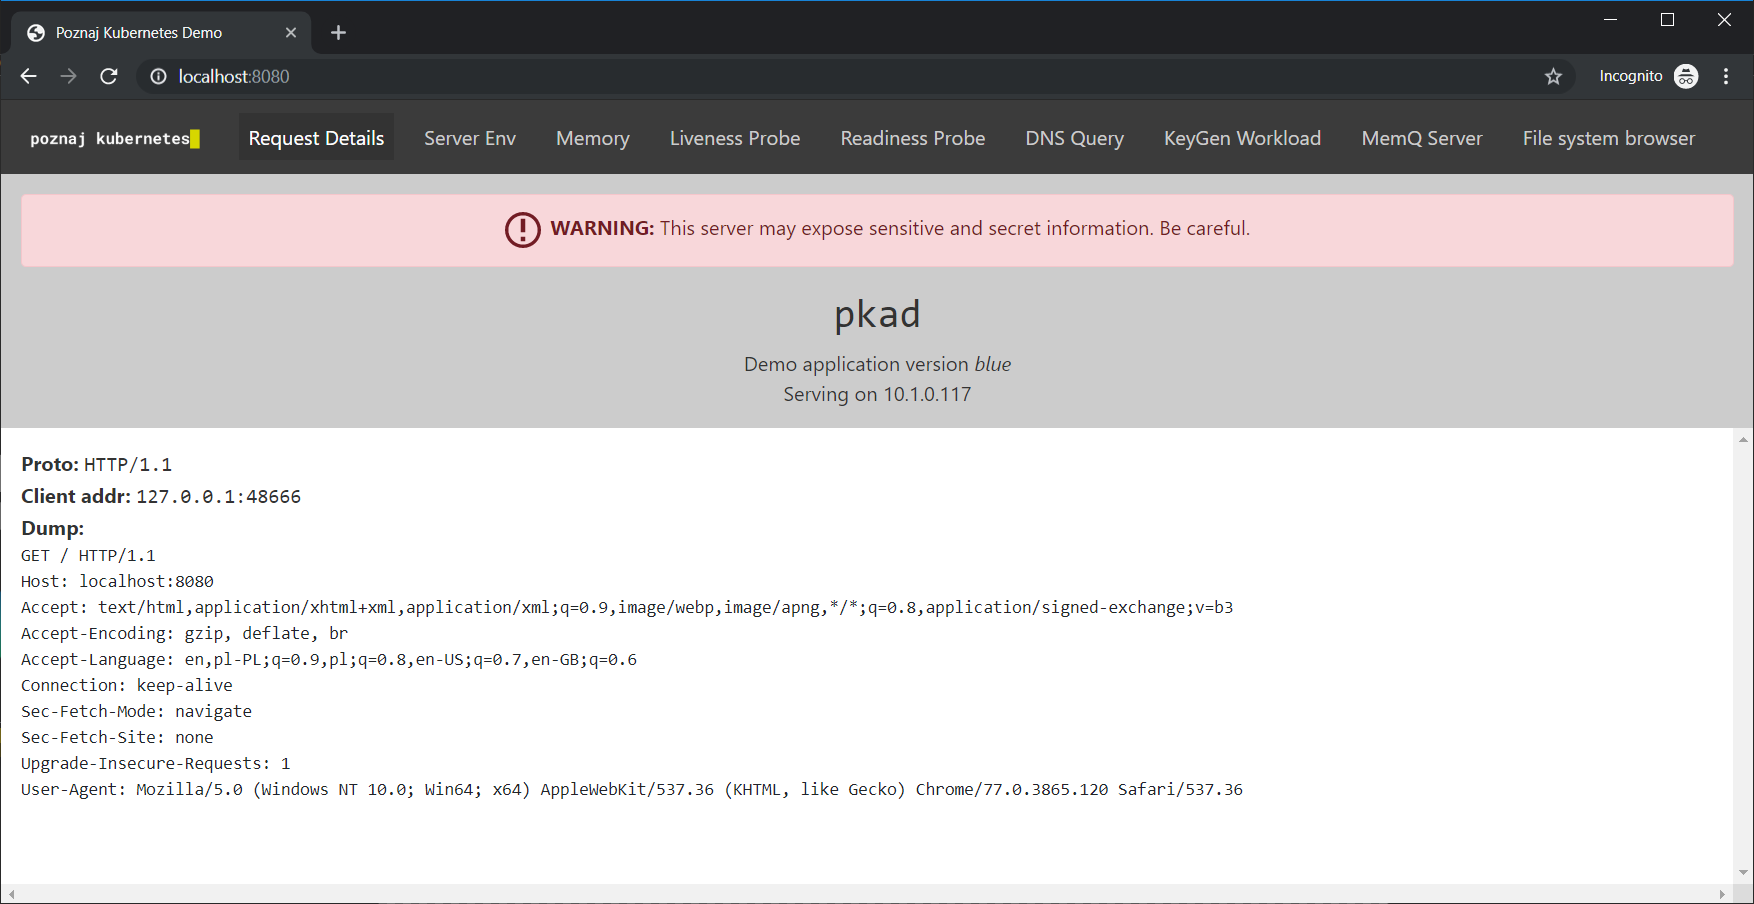 Poznaj Kubernetes Demo
localhost:8080
Incognito
poznaj kubernetes
Request Details
Server Env
Memory
Liveness Probe
Readiness Probe
DNS Query
KeyGen Workload
MemQ Server
File system browser
WARNING: This server may expose sensitive and secret information. Be careful.
pkad
Demo application version blue
Serving on 10.1.0.117
Proto: HTTP/1.1
Client addr: 127.0.0.1:48666
Dump:
GET / HTTP/1.1
Host: localhost:8080
Accept: text/html,application/xhtml+xml,application/xml;q=0.9,image/webp,image/apng,*/*;q=0.8,application/signed-exchange;v=b3
Accept-Encoding: gzip, deflate, br
Accept-Language: en,pl-PL;q=0.9,pl;q=0.8,en-US;q=0.7,en-GB;q=0.6
Connection: keep-alive
Sec-Fetch-Mode: navigate
Sec-Fetch-Site: none
Upgrade-Insecure-Requests: 1
User-Agent: Mozilla/5.0 (Windows NT 10.0; Win64; x64) AppleWebKit/537.36 (KHTML, like Gecko) Chrome/77.0.3865.120 Safari/537.36